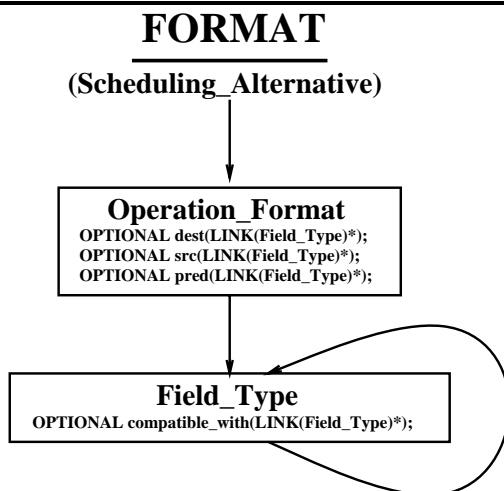 FORMAT
(Scheduling_Alternative)
Operation_Format
OPTIONAL dest(LINK(Field_Type)*);
OPTIONAL src(LINK(Field_Type)*);
OPTIONAL pred(LINK(Field_Type)*);
Field_Type
OPTIONAL compatible_with(LINK(Field_Type)*);